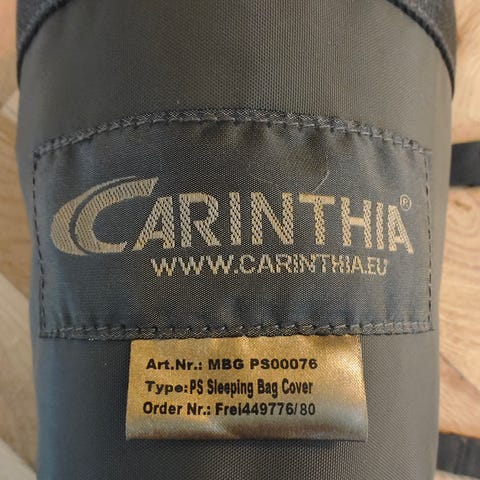 CARINTHIA®
WWW.CARINTHIA.EU
Art.Nr.: MBG PS00076
Type:PS Sleeping Bag Cover
Order Nr.: Frei449776/80